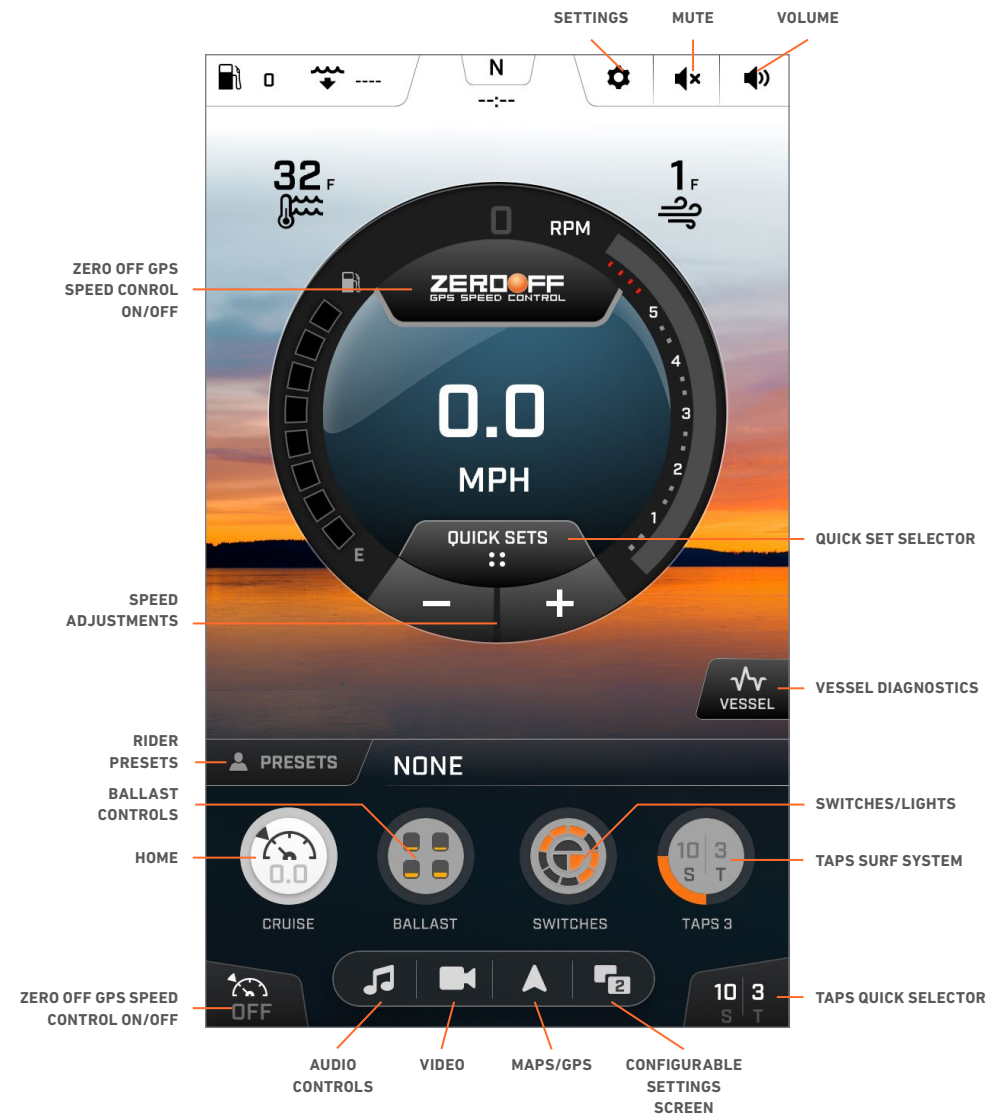 SETTINGS MUTE VOLUME
0 ---- N
--:--
32 F
1 F
0 RPM
ZERO OFF GPS
SPEED CONROL
ON/OFF
ZERO OFF
GPS SPEED CONTROL
5
4
3
2
1
0.0
MPH
E
QUICK SETS
QUICK SET SELECTOR
- +
SPEED
ADJUSTMENTS
VESSEL
VESSEL DIAGNOSTICS
RIDER
PRESETS
PRESETS NONE
BALLAST
CONTROLS
SWITCHES/LIGHTS
HOME
0.0
10 3
S T
TAPS SURF SYSTEM
CRUISE BALLAST SWITCHES TAPS 3
ZERO OFF GPS SPEED
CONTROL ON/OFF
OFF
2
10 3
S T
TAPS QUICK SELECTOR
AUDIO
CONTROLS
VIDEO
MAPS/GPS
CONFIGURABLE
SETTINGS
SCREEN